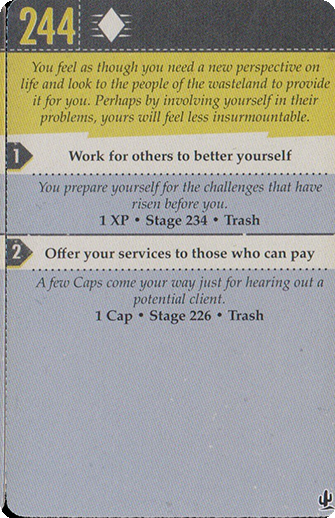 244
You feel as though you need a new perspective on
life and look to the people of the wasteland to provide
it for you. Perhaps by involving yourself in their
problems, yours will feel less insurmountable.
1
Work for others to better yourself
You prepare yourself for the challenges that have
risen before you.
1 XP • Stage 234 • Trash
2
Offer your services to those who can pay
A few Caps come your way just for hearing out a
potential client.
1 Cap • Stage 226 • Trash